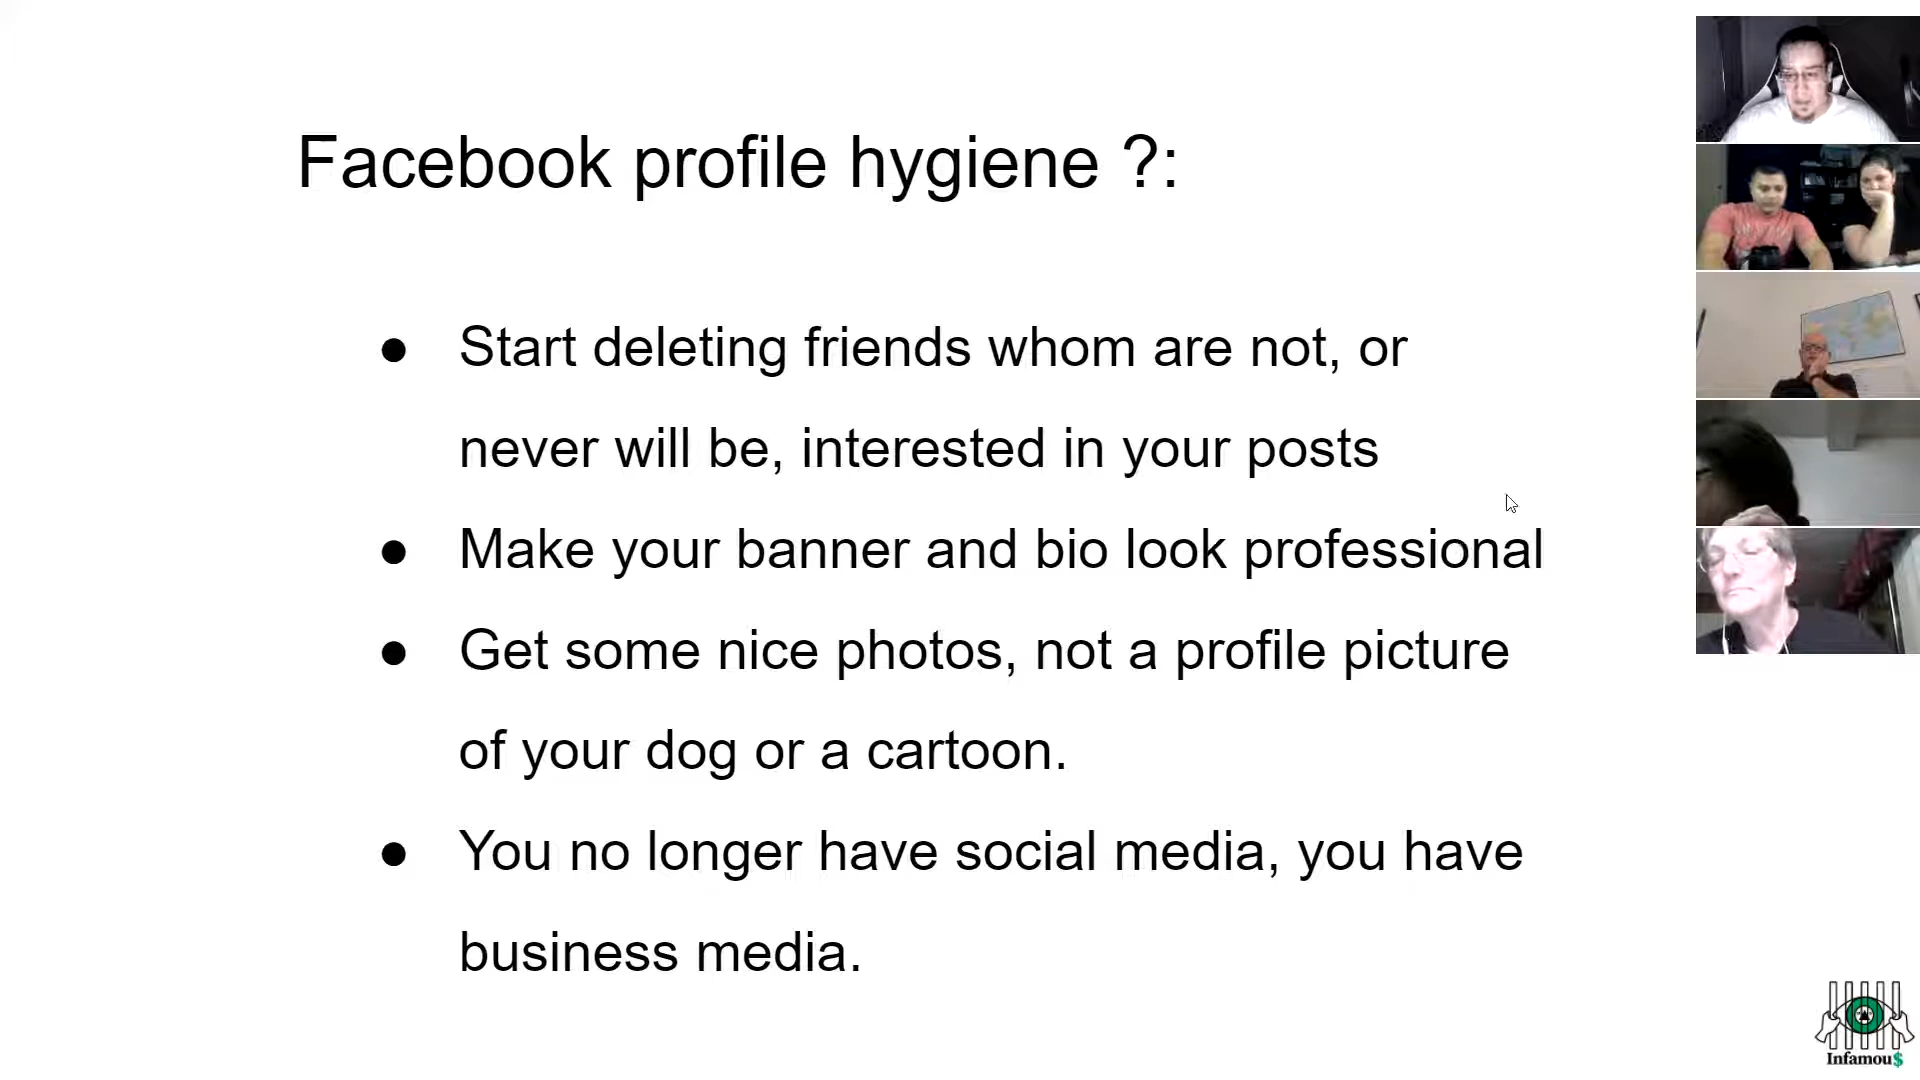 Facebook profile hygiene ?:
● Start deleting friends whom are not, or
never will be, interested in your posts
● Make your banner and bio look professional
● Get some nice photos, not a profile picture
of your dog or a cartoon.
● You no longer have social media, you have
business media.
Infamou$